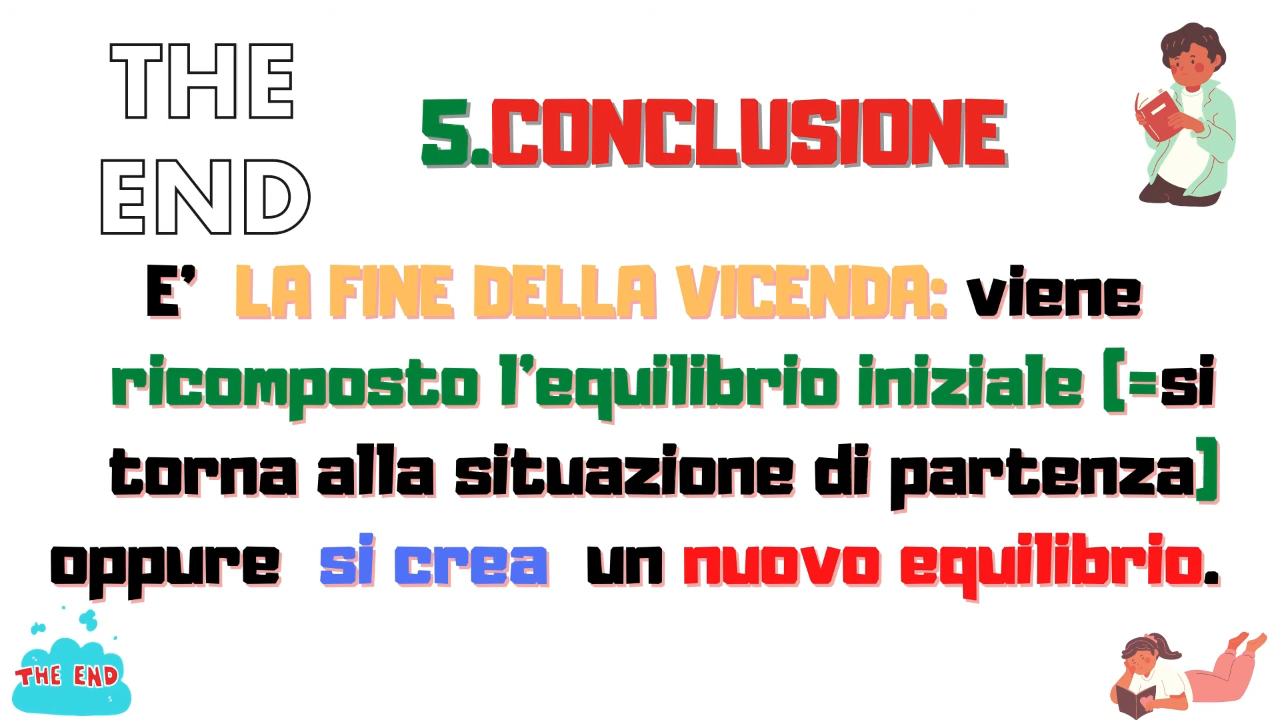 THE
END
5.CONCLUSIONE
E' LA FINE DELLA VICENDA: viene
ricomposto l'equilibrio iniziale (=si
torna alla situazione di partenza)
oppure si crea un nuovo equilibrio.
THE END